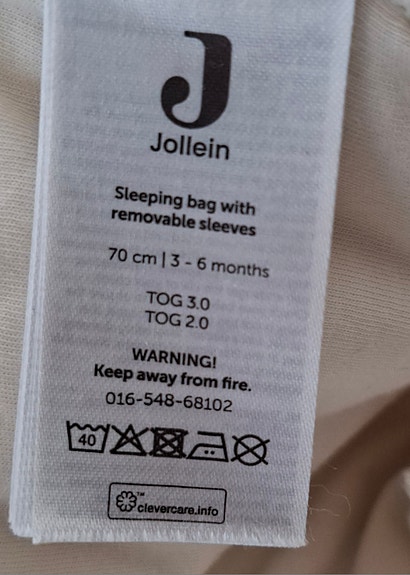 J
Jollein
Sleeping bag with
removable sleeves
70 cm | 3 - 6 months
TOG 3.0
TOG 2.0
WARNING!
Keep away from fire.
016-548-68102
40
clevercare.info™